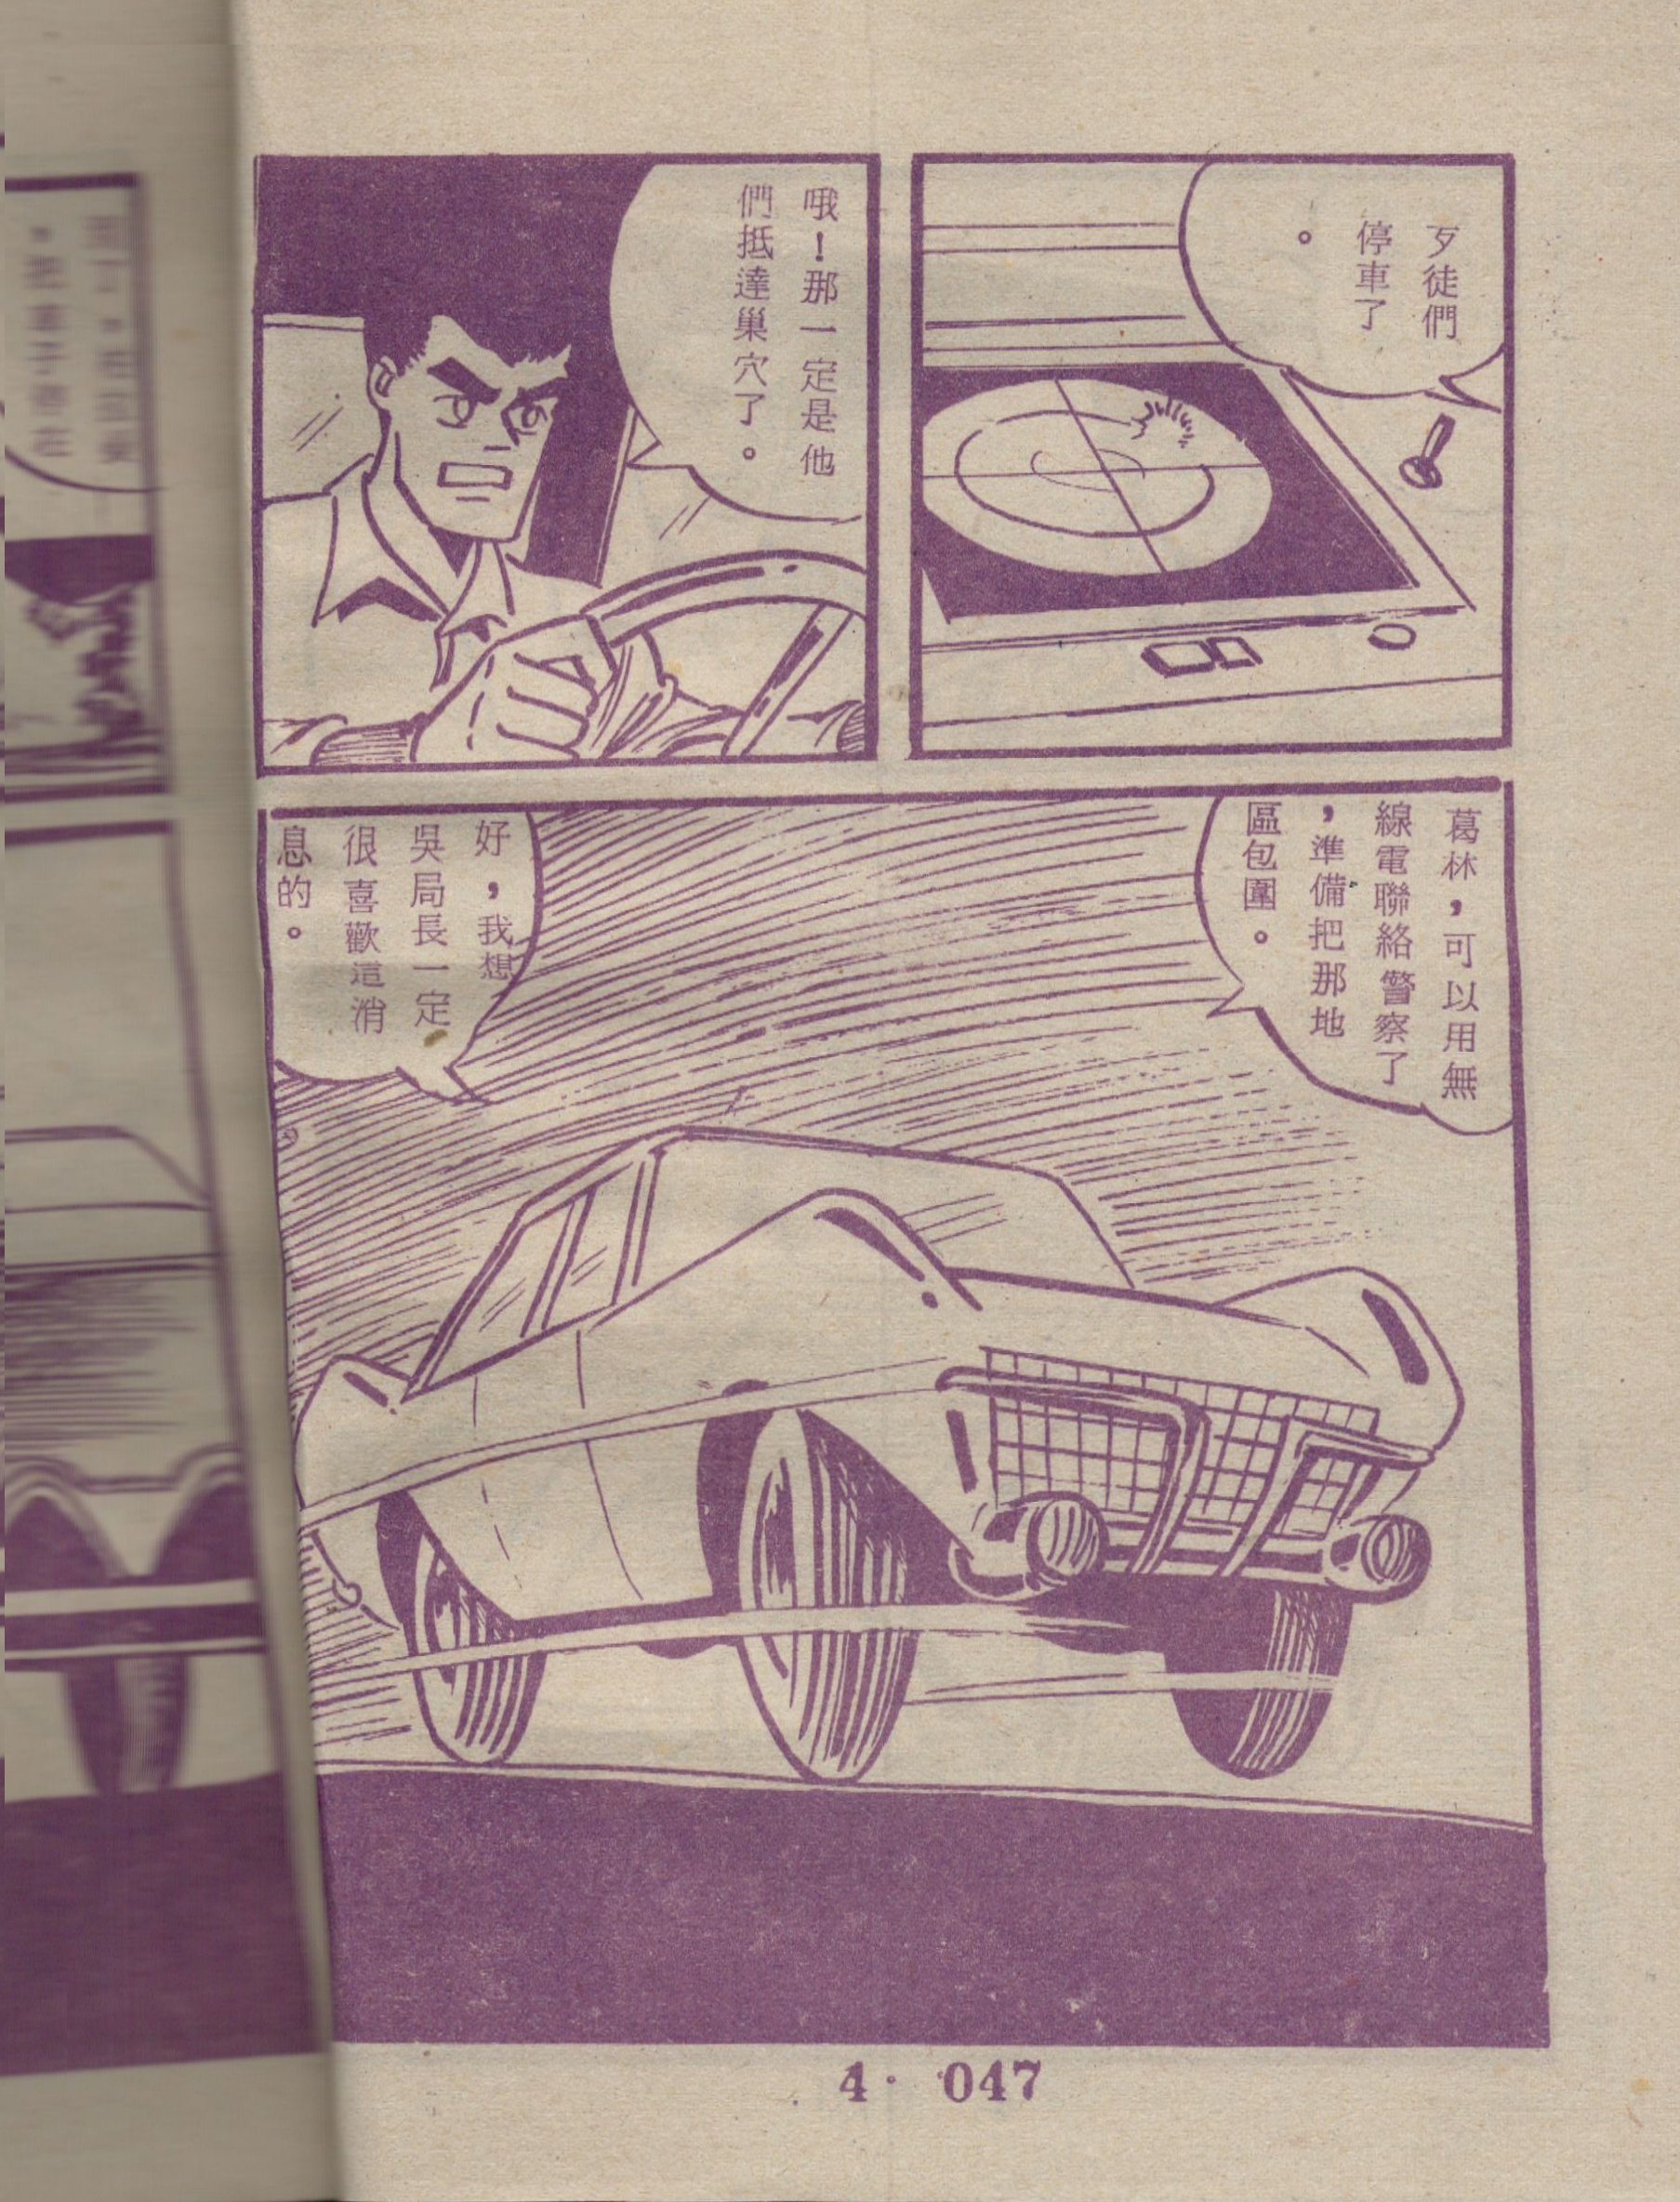 歹徒們
停車了
。
哦！那一定是他
們抵達巢穴了。
葛林，可以用無
線電聯絡警察了
，準備把那地
區包圍。
好，我想
吳局長一定
很喜歡這消
息的。
4· 047